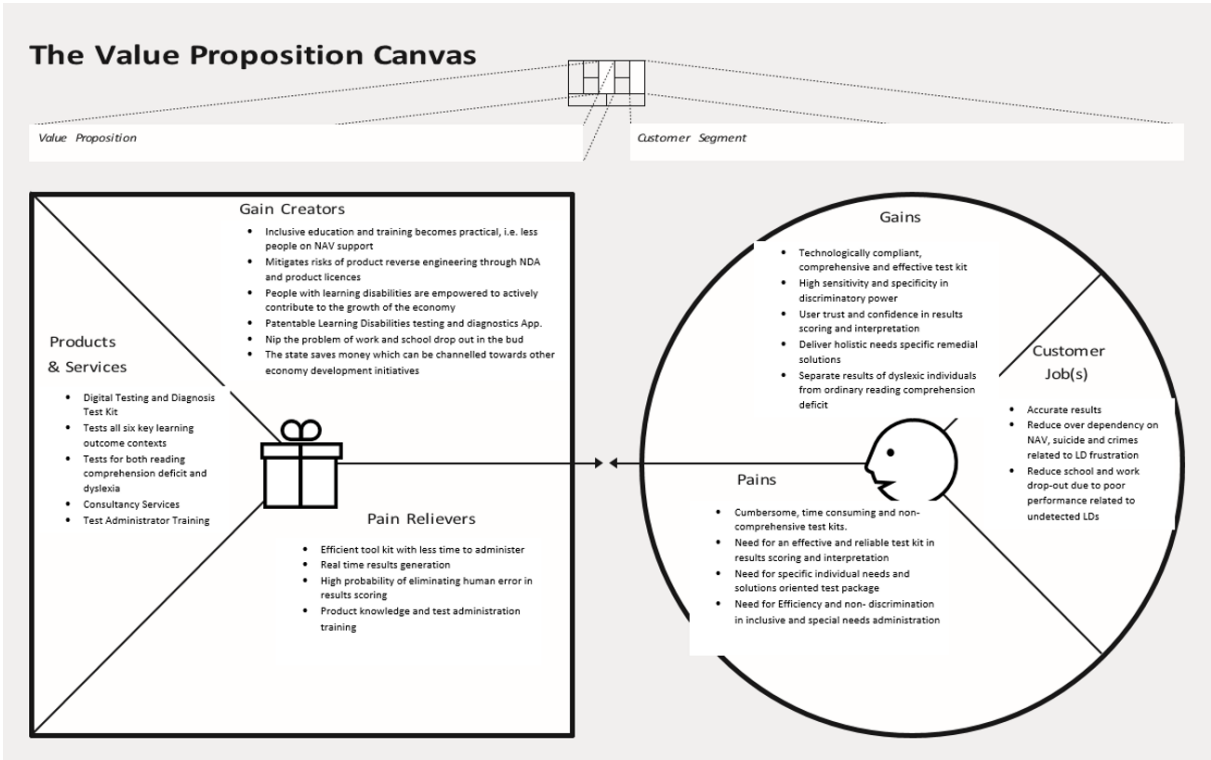 The Value Proposition Canvas
Value Proposition
Customer Segment
Gain Creators
• Inclusive education and training becomes practical, i.e. less
people on NAV support
• Mitigates risks of product reverse engineering through NDA
and product licences
• People with learning disabilities are empowered to actively
contribute to the growth of the economy
• Patentable Learning Disabilities testing and diagnostics App.
• Nip the problem of work and school drop out in the bud
• The state saves money which can be channelled towards other
economy development initiatives
Products
& Services
• Digital Testing and Diagnosis
Test Kit
• Tests all six key learning
outcome contexts
• Tests for both reading
comprehension deficit and
dyslexia
• Consultancy Services
• Test Administrator Training
Pain Relievers
• Efficient tool kit with less time to administer
• Real time results generation
• High probability of eliminating human error in
results scoring
• Product knowledge and test administration
training
Gains
• Technologically compliant,
comprehensive and effective test kit
• High sensitivity and specificity in
discriminatory power
• User trust and confidence in results
scoring and interpretation
• Deliver holistic needs specific remedial
solutions
• Separate results of dyslexic individuals
from ordinary reading comprehension
deficit
Customer
Job(s)
• Accurate results
• Reduce over dependency on
NAV, suicide and crimes
related to LD frustration
• Reduce school and work
drop-out due to poor
performance related to
undetected LDs
Pains
• Cumbersome, time consuming and non-
comprehensive test kits.
• Need for an effective and reliable test kit in
results scoring and interpretation
• Need for specific individual needs and
solutions oriented test package
• Need for Efficiency and non- discrimination
in inclusive and special needs administration